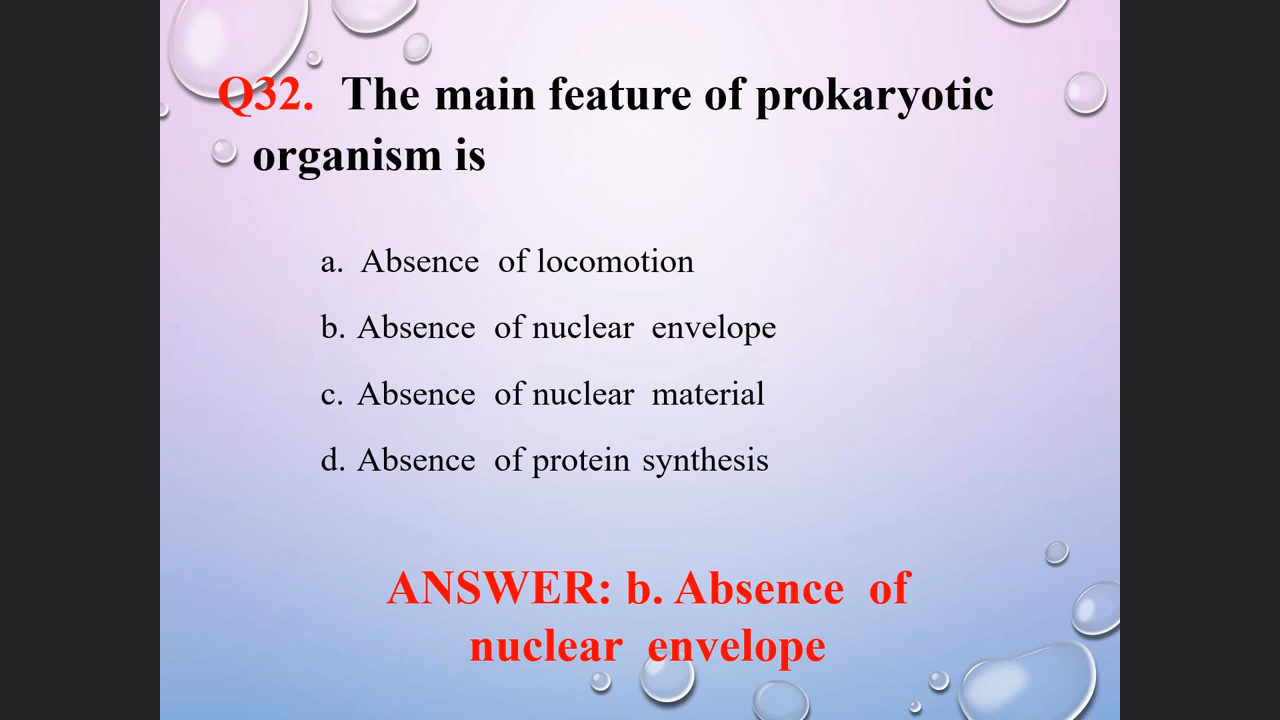 Q32. The main feature of prokaryotic
organism is
a. Absence of locomotion
b. Absence of nuclear envelope
c. Absence of nuclear material
d. Absence of protein synthesis
ANSWER: b. Absence of
nuclear envelope